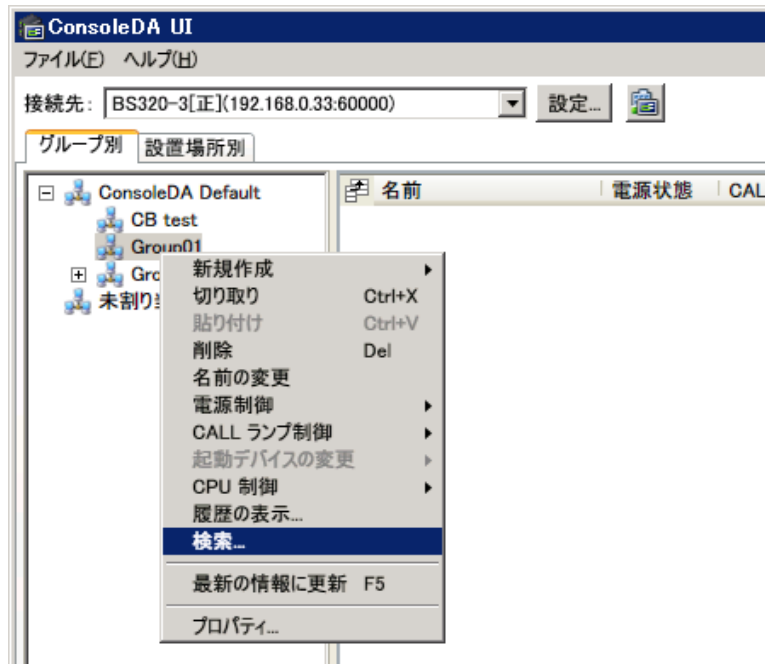 ConsoleDA UI
ファイル(F) ヘルプ(H)
接続先: BS320-3[正](192.168.0.33:60000) 設定...
グループ別 設置場所別
ConsoleDA Default
名前 電源状態 CAL
CB test
Group01
Gro
未割り
新規作成
切り取り Ctrl+X
貼り付け Ctrl+V
削除 Del
名前の変更
電源制御
CALL ランプ制御
起動デバイスの変更
CPU 制御
履歴の表示...
検索...
最新の情報に更新 F5
プロパティ...